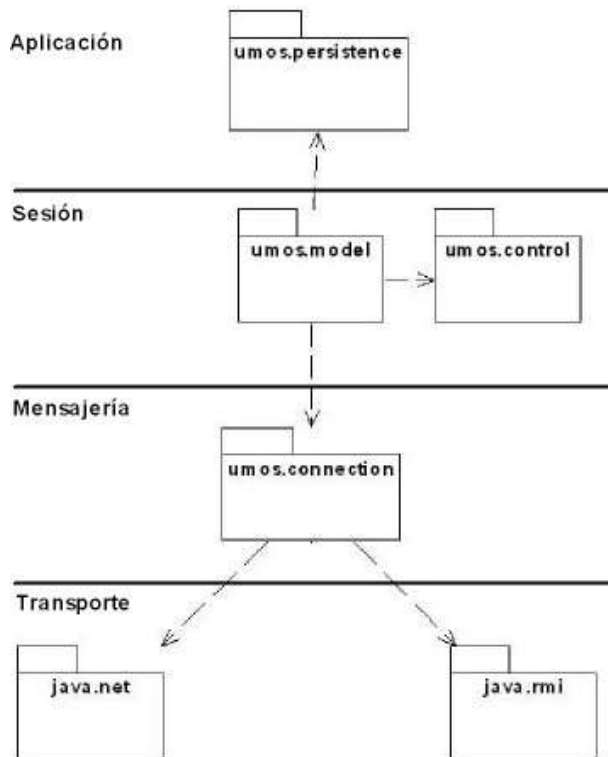 Aplicación
umos.persistence
Sesión
umos.model
umos.control
Mensajería
umos.connection
Transporte
java.net
java.rmi